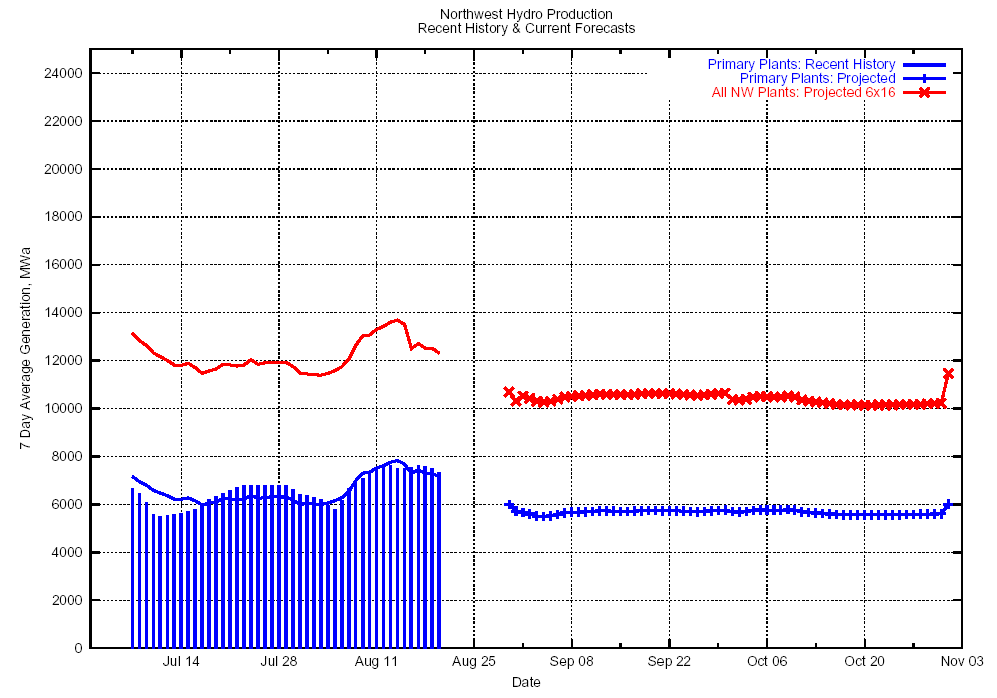 Northwest Hydro Production
Recent History & Current Forecasts
Primary Plants: Recent History
Primary Plants: Projected
All NW Plants: Projected 6x16
24000
22000
20000
18000
16000
14000
12000
10000
8000
6000
4000
2000
0
7 Day Average Generation, MWa
Jul 14 Jul 28 Aug 11 Aug 25 Sep 08 Sep 22 Oct 06 Oct 20 Nov 03
Date